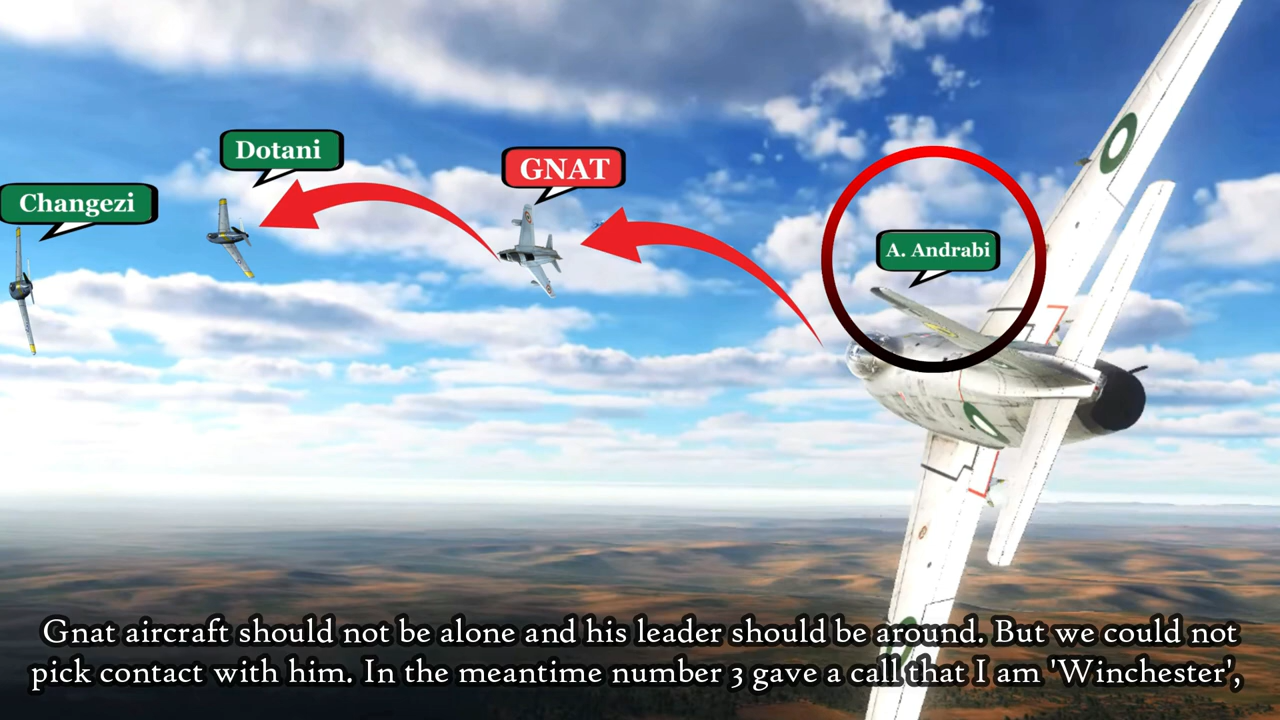 Dotani
GNAT
Changezi
A. Andrabi
Gnat aircraft should not be alone and his leader should be around. But we could not
pick contact with him. In the meantime number 3 gave a call that I am 'Winchester',